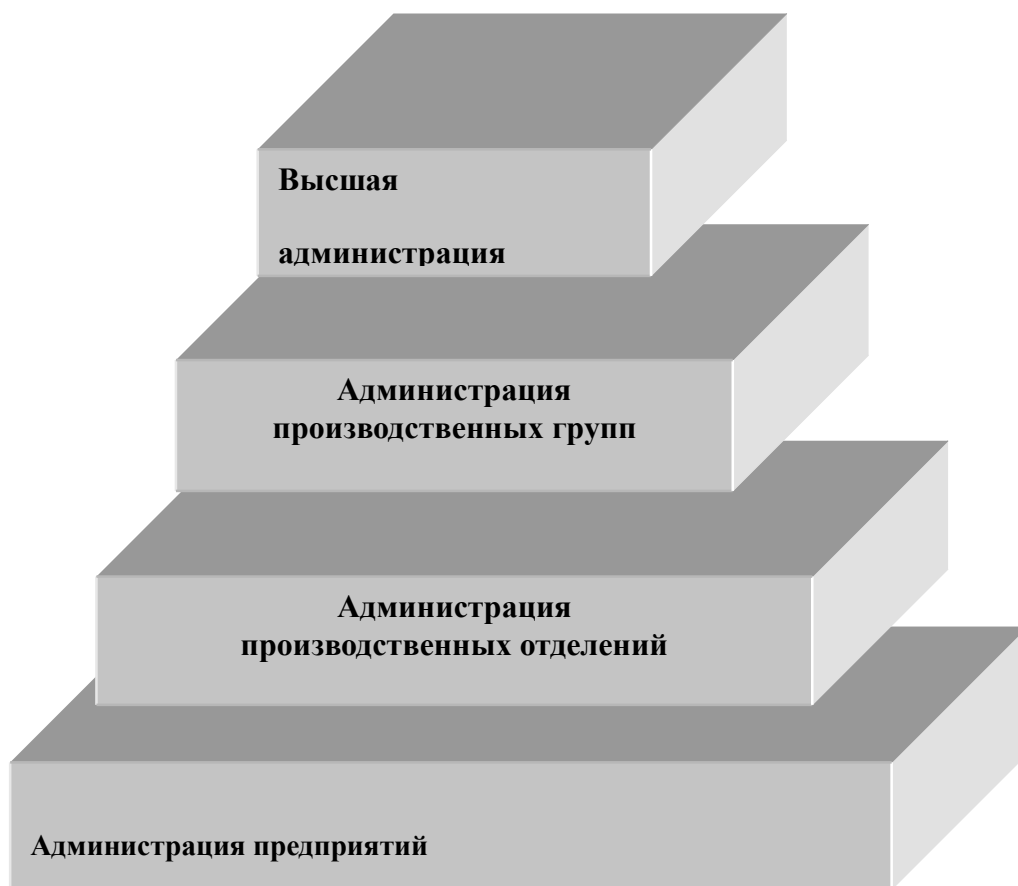 Высшая
администрация
Администрация
производственных групп
Администрация
производственных отделений
Администрация предприятий